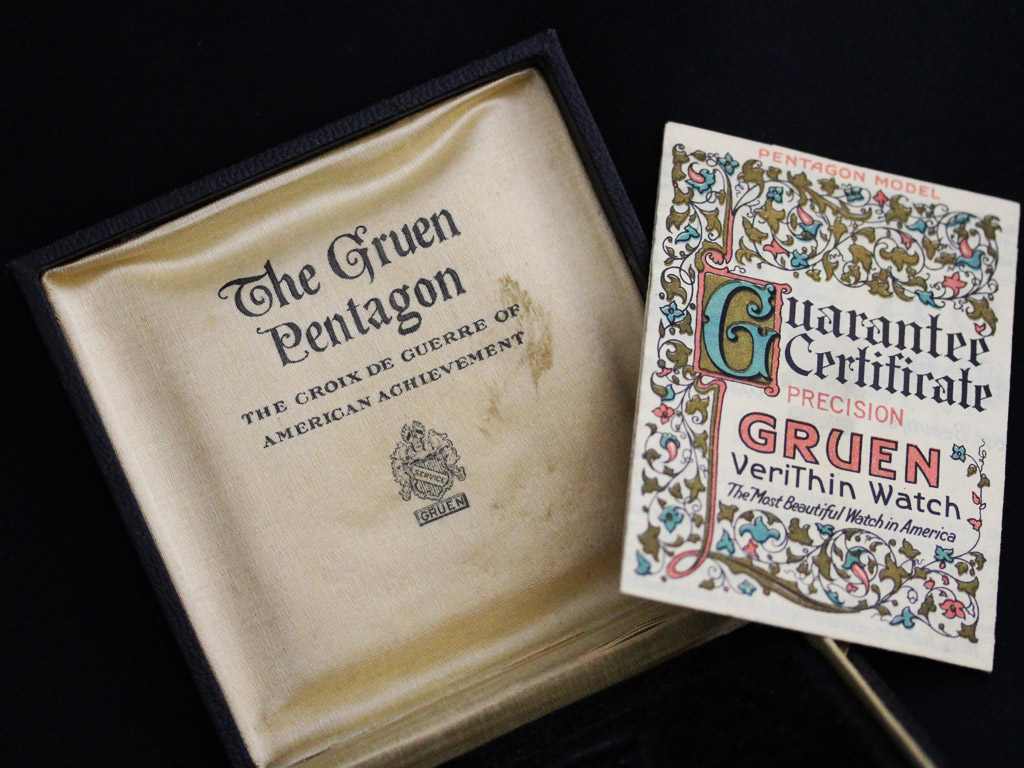 The Gruen
Pentagon
THE CROIX DE GUERRE OF
AMERICAN ACHIEVEMENT
SERVICE
GRUEN
PENTAGON MODEL
Guarantee
Certificate
PRECISION
GRUEN
VeriThin Watch
The Most Beautiful Watch in America